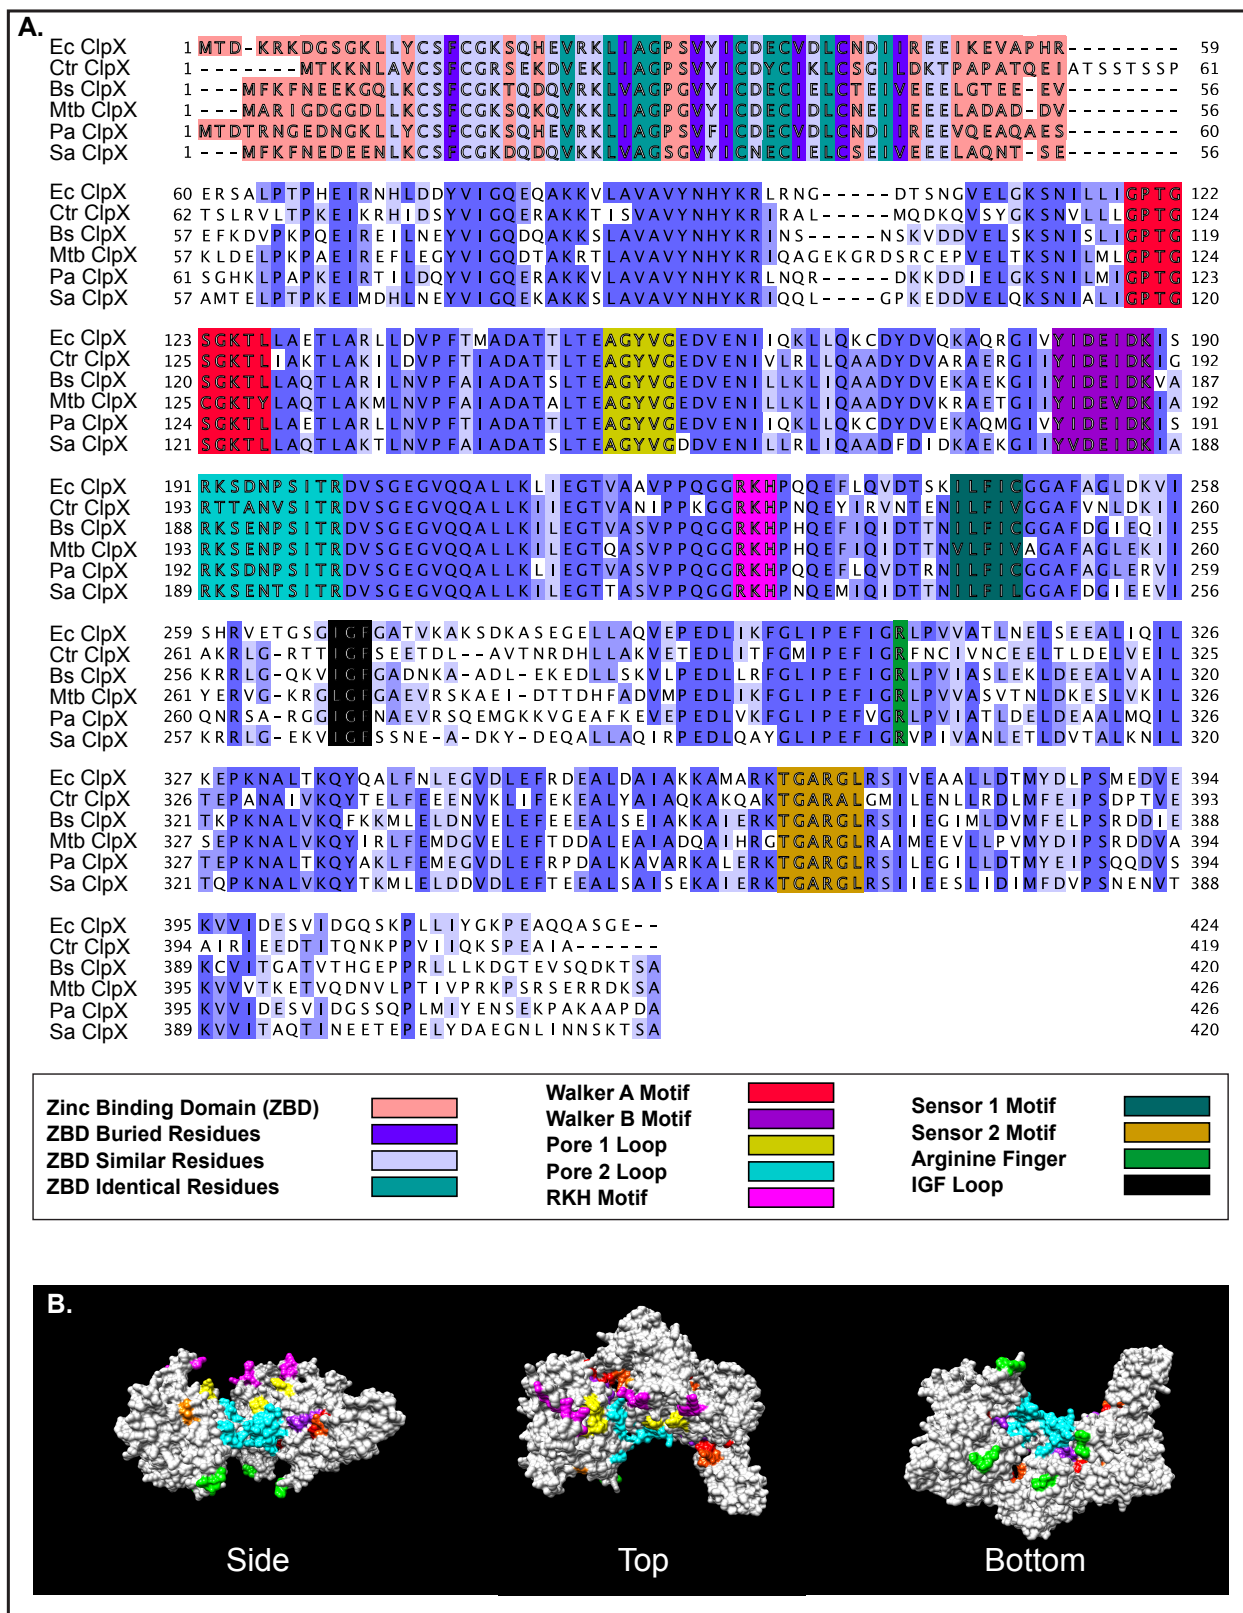 A.
Ec ClpX 1 MTD-KRKDGSGKLLYCSFCGKSQHEVRKLIAGPSVYICDECVDLCNDIIREEIKEVAPHR-------- 59
Ctr ClpX 1 -------MTKKNLAVCSFCGRSEKDVEKLIAGPSVYICDYCIKLCSGILDKTPAPATQEIATSSTSSP 61
Bs ClpX 1 ---MFKFNEEKGQLKCSFCGKTQDQVRKLVAGPGVYICDECIELCTEIVEEELGTEE-EV-------- 56
Mtb ClpX 1 ---MARIGDGGDLLKCSFCGKSQKQVKKLIAGPGVYICDECIDLCNEIIEEELADAD-DV-------- 56
Pa ClpX 1 MTDTRNGEDNGKLLYCSFCGKSQHEVRKLIAGPSVFICDECVDLCNDIIREEVQEAQAES-------- 60
Sa ClpX 1 ---MFKFNEDEENLKCSFCGKDQDQVKKLVAGSGVYICNECIELCSEIVEEELAQNT-SE-------- 56
Ec ClpX 60 ERSALPTPHEIRNHLDDYVIGQEQAKKVLAVAVYNHYKRLRNG-----DTSNGVELGKSNILLIGPTG 122
Ctr ClpX 62 TSLRVLTPKEIKRHIDSYVIGQERAKKTISVAVYNHYKRIRAL-----MQDKQVSYGKSNVLLLGPTG 124
Bs ClpX 57 EFKDVPKPQEIREILNEYVIGQDQAKKSLAVAVYNHYKRINS-----NSKVDDVELSKSNISLIGPTG 119
Mtb ClpX 57 KLDELPKPAEIREFLEGYVIGQDTAKRTLAVAVYNHYKRIQAGEKGRDSRCEPVELTKSNILMLGPTG 124
Pa ClpX 61 SGHKLPAPKEIRTILDQYVIGQERAKKVLAVAVYNHYKRLNQR-----DKKDDIELGKSNILMIGPTG 123
Sa ClpX 57 AMTELPTPKEIMDHLNEYVIGQEKAKKSLAVAVYNHYKRIQQL----GPKEDDVELQKSNIALIGPTG 120
Ec ClpX 123 SGKTLLAETLARLLDVPFTMADATTLTEAGYVGEDVENIIQKLLQKCDYDVQKAQRGIVYIDEIDKIS 190
Ctr ClpX 125 SGKTLIAKTLAKILDVPFTIADATTLTEAGYVGEDVENIVLRLLQAADYDVARAERGIIYIDEIDKIG 192
Bs ClpX 120 SGKTLLAQTLARILNVPFAIADATSLTEAGYVGEDVENILLKLIQAADYDVEKAEKGIIYIDEIDKVA 187
Mtb ClpX 125 CGKTYLAQTLAKMLNVPFAIADATALTEAGYVGEDVENILLKLIQAADYDVKRAETGIIYIDEVDKIA 192
Pa ClpX 124 SGKTLLAETLARLLNVPFTIADATTLTEAGYVGEDVENIIQKLLQKCDYDVEKAQMGIVYIDEIDKIS 191
Sa ClpX 121 SGKTLLAQTLAKTLNVPFAIADATSLTEAGYVGDDVENILLRLIQAADFDIDKAEKGIIYVDEIDKIA 188
Ec ClpX 191 RKSDNPSITRDVSGEGVQQALLKLIEGTVAAVPPQGGRKHPQQEFLQVDTSKILFICGGAFAGLDKVI 258
Ctr ClpX 193 RTTANVSITRDVSGEGVQQALLKIIEGTVANIPPKGGRKHPNQEYIRVNTENILFIVGGAFVNLDKII 260
Bs ClpX 188 RKSENPSITRDVSGEGVQQALLKILEGTVASVPPQGGRKHPHQEFIQIDTTNILFICGGAFDGIEQII 255
Mtb ClpX 193 RKSENPSITRDVSGEGVQQALLKILEGTQASVPPQGGRKHPHQEFIQIDTTNVLFIVAGAFAGLEKII 260
Pa ClpX 192 RKSDNPSITRDVSGEGVQQALLKLIEGTVASVPPQGGRKHPQQEFLQVDTRNILFICGGAFAGLERVI 259
Sa ClpX 189 RKSENTSITRDVSGEGVQQALLKILEGTTASVPPQGGRKHPNQEMIQIDTTNILFILGGAFDGIEEVI 256
Ec ClpX 259 SHRVETGSGIGFGATVKAKSDKASEGELLAQVEPEDLIKFGLIPEFIGRLPVVATLNELSEEALIQIL 326
Ctr ClpX 261 AKRLG-RTTIGFSEETDL--AVTNRDHLLAKVETEDLITFGMIPEFIGRFNCIVNCEELTLDELVEIL 325
Bs ClpX 256 KRRLG-QKVIGFGADNKA-ADL-EKEDLLSKVLPEDLLRFGLIPEFIGRLPVIASLEKLDEEALVAIL 320
Mtb ClpX 261 YERVG-KRGLGFGAEVRSKAEI-DTTDHFADVMPEDLIKFGLIPEFIGRLPVVASVTNLDKESLVKIL 326
Pa ClpX 260 QNRSA-RGGIGFNAEVRSQEMGKKVGEAFKEVEPEDLVKFGLIPEFVGRLPVIATLDELDEAALMQIL 326
Sa ClpX 257 KRRLG-EKVIGFSSNE-A-DKY-DEQALLAQIRPEDLQAYGLIPEFIGRVPIVANLETLDVTALKNIL 320
Ec ClpX 327 KEPKNALTKQYQALFNLEGVDLEFRDEALDAIAKKAMARKTGARGLRSIVEAALLDTMYDLPSMEDVE 394
Ctr ClpX 326 TEPANAIVKQYTELFEEENVKLIFEKEALYAIAQKAKQAKTGARALGMILENLLRDLMFEIPSDPTVE 393
Bs ClpX 321 TKPKNALVKQFKKMLELDNVELEFEEEALSEIAKKAIERKTGARGLRSIIEGIMLDVMFELPSRDDIE 388
Mtb ClpX 327 SEPKNALVKQYIRLFEMDGVELEFTDDALEAIADQAIHRGTGARGLRAIMEEVLLPVMYDIPSRDDVA 394
Pa ClpX 327 TEPKNALTKQYAKLFEMEGVDLEFRPDALKAVARKALERKTGARGLRSILEGILLDTMYEIPSQQDVS 394
Sa ClpX 321 TQPKNALVKQYTKMLELDDVDLEFTEEALSAISEKAIERKTGARGLRSIIEESLIDIMFDVPSNENVT 388
Ec ClpX 395 KVVIDESVIDGQSKPLLIYGKPEAQQASGE-- 424
Ctr ClpX 394 AIRIEEDTITQNKPPVIIQKSPEAIA------ 419
Bs ClpX 389 KCVITGATVTHGEPPRLLLKDGTEVSQDKTSA 420
Mtb ClpX 395 KVVVTKETVQDNVLPTIVPRKPSRSERRDKSA 426
Pa ClpX 395 KVVIDESVIDGSSQPLMIYENSEKPAKAAPDA 426
Sa ClpX 389 KVVITAQTINEETEPELYDAEGNLINNSKTSA 420
Zinc Binding Domain (ZBD)
ZBD Buried Residues
ZBD Similar Residues
ZBD Identical Residues
Walker A Motif
Walker B Motif
Pore 1 Loop
Pore 2 Loop
RKH Motif
Sensor 1 Motif
Sensor 2 Motif
Arginine Finger
IGF Loop
B.
Side Top Bottom